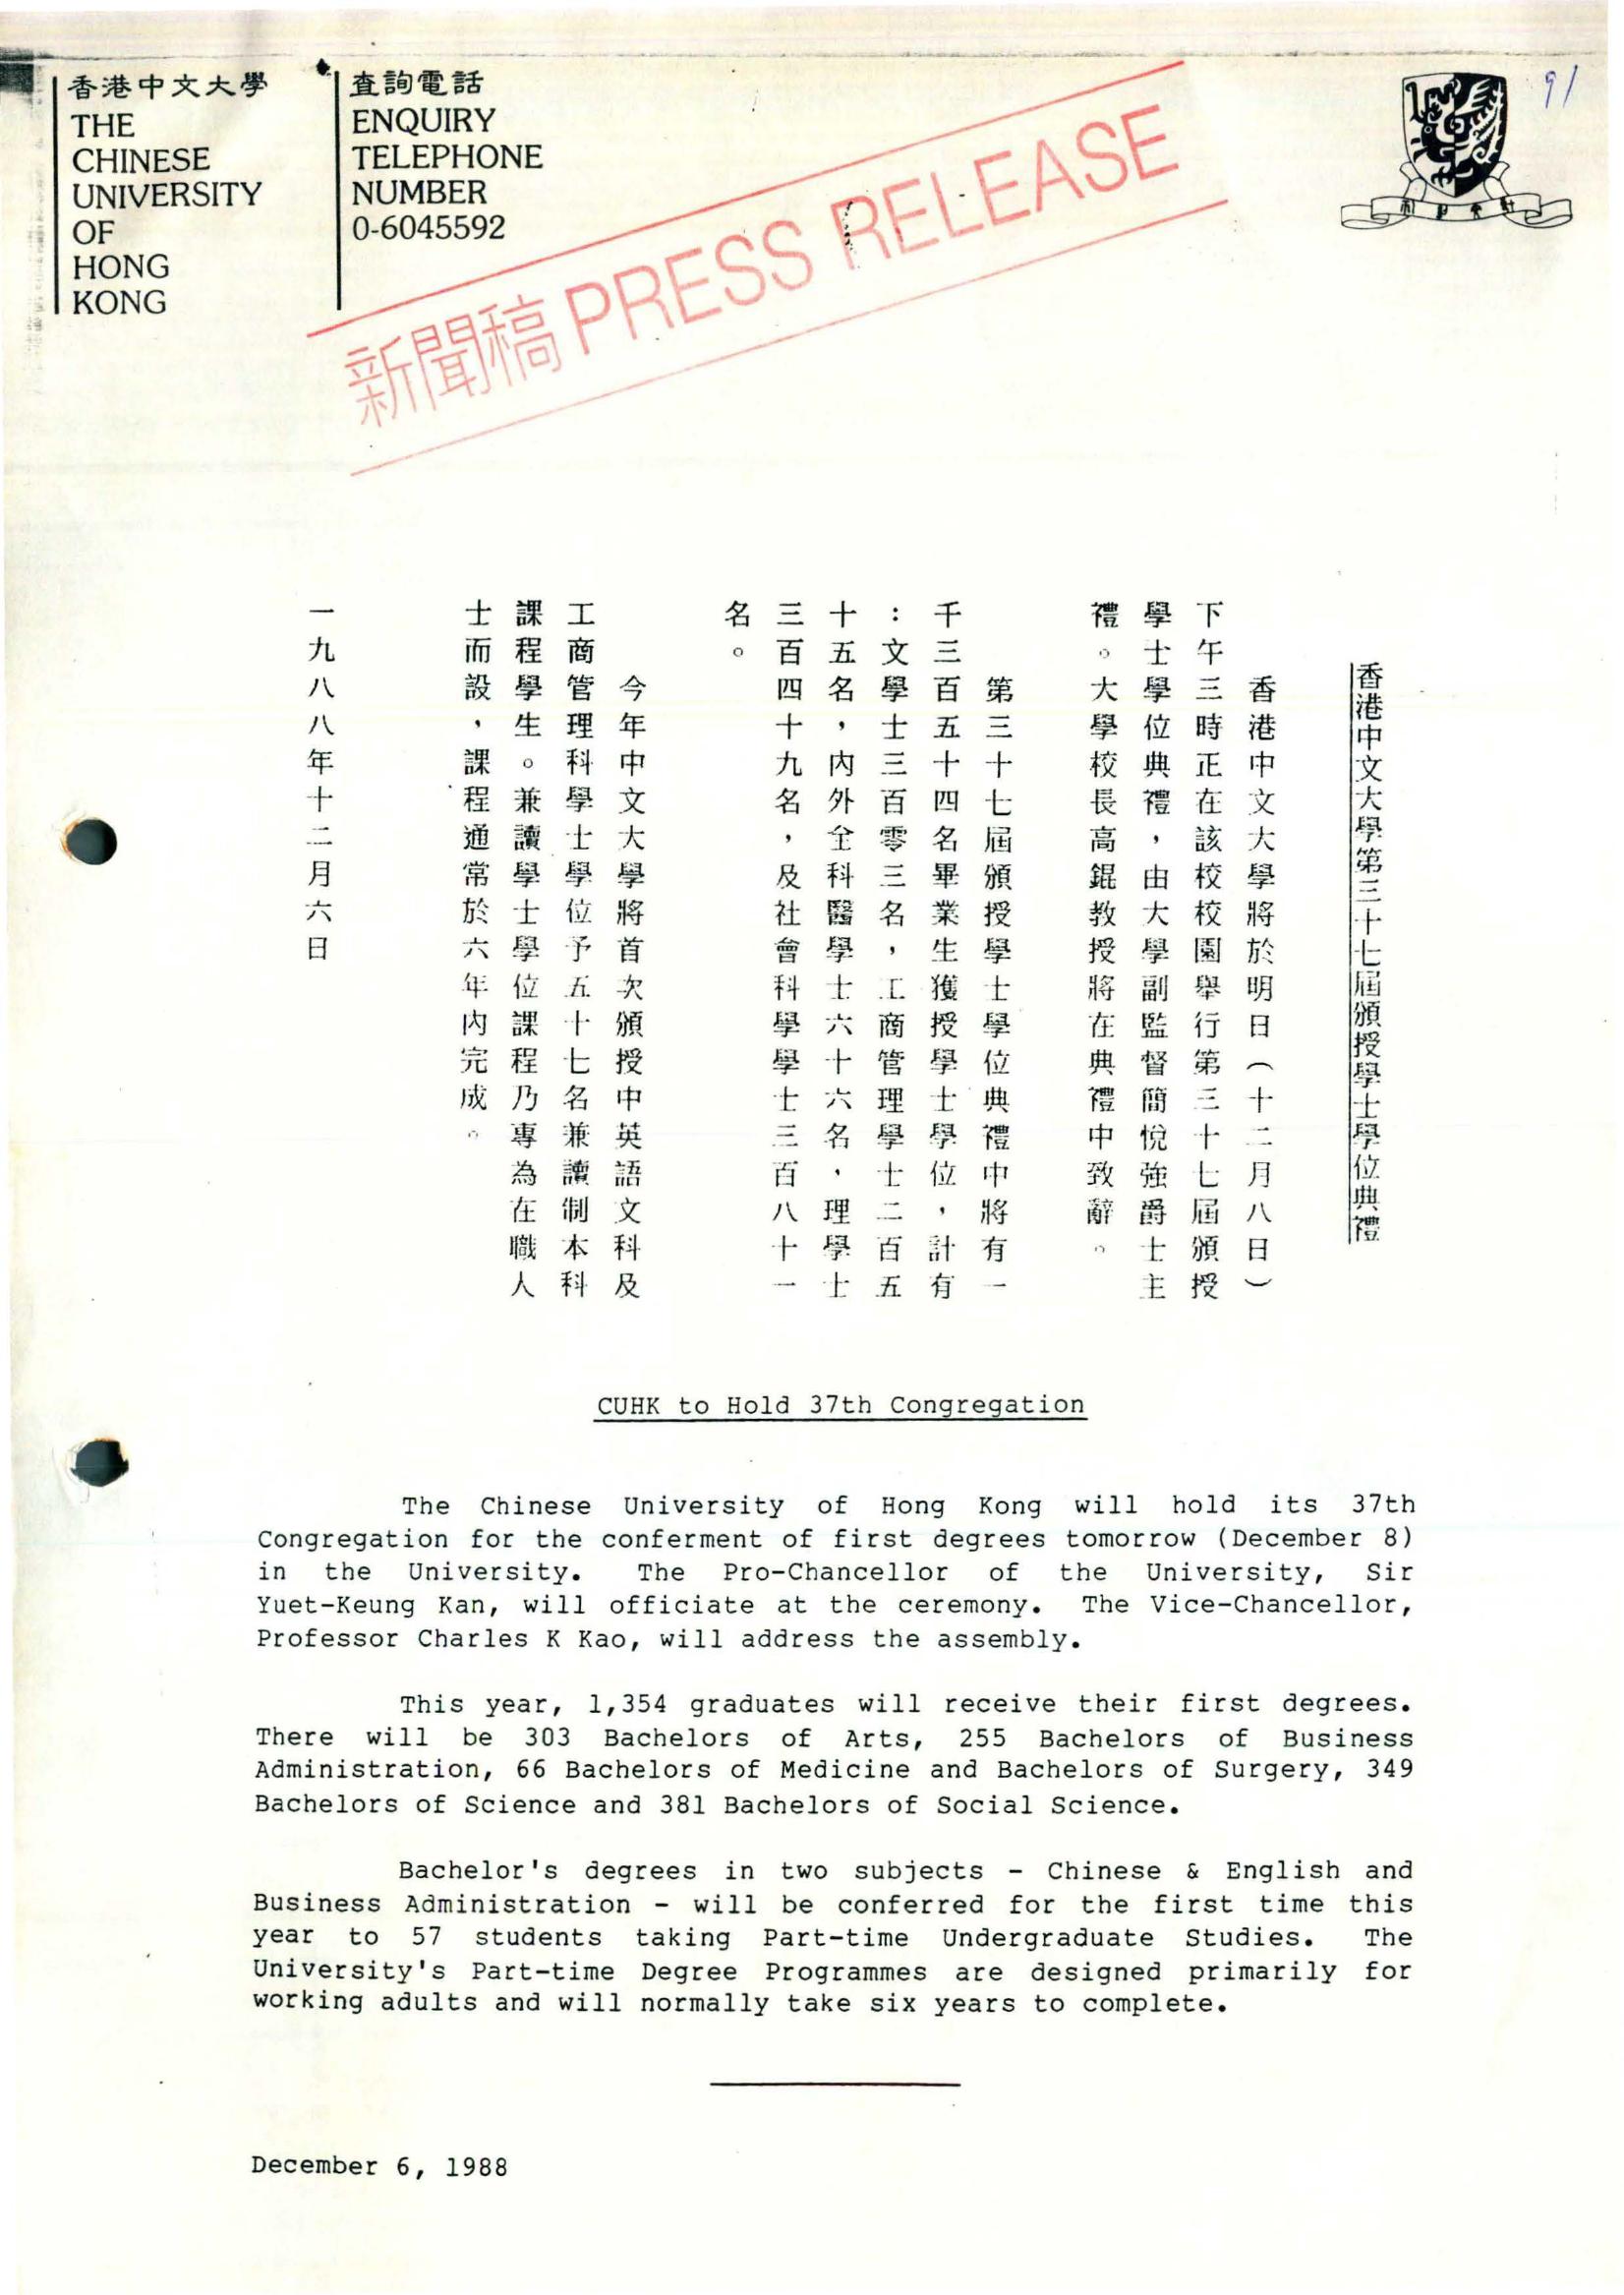 香港中文大學
THE
CHINESE
UNIVERSITY
OF
HONG
KONG
查詢電話
ENQUIRY
TELEPHONE
NUMBER
0-6045592
新聞稿 PRESS RELEASE
91
香港中文大學第三十七屆頒授學士學位典禮
香港中文大學將於明日(十二月八日)
下午三時正在該校校園舉行第三十七屆頒授
學士學位典禮，由大學副監督簡悅強爵士主
禮。大學校長高錕教授將在典禮中致辭。
第三十七屆頒授學士學位典禮中將有一
千三百五十四名畢業生獲授學士學位，計有
：文學士三百零三名，工商管理學士二百五
十五名，內外全科醫學士六十六名，理學士
三百四十九名，及社會科學學士三百八十一
名。
今年中文大學將首次頒授中英語文科及
工商管理科學士學位予五十七名兼讀制本科
課程學生。兼讀學士學位課程乃專為在職人
士而設，課程通常於六年內完成。
一九八八年十二月六日
CUHK to Hold 37th Congregation
The Chinese University of Hong Kong will hold its 37th
Congregation for the conferment of first degrees tomorrow (December 8)
in the University. The Pro-Chancellor of the University, Sir
Yuet-Keung Kan, will officiate at the ceremony. The Vice-Chancellor,
Professor Charles K Kao, will address the assembly.
This year, 1,354 graduates will receive their first degrees.
There will be 303 Bachelors of Arts, 255 Bachelors of Business
Administration, 66 Bachelors of Medicine and Bachelors of Surgery, 349
Bachelors of Science and 381 Bachelors of Social Science.
Bachelor's degrees in two subjects - Chinese & English and
Business Administration - will be conferred for the first time this
year to 57 students taking Part-time Undergraduate Studies. The
University's Part-time Degree Programmes are designed primarily for
working adults and will normally take six years to complete.
December 6, 1988